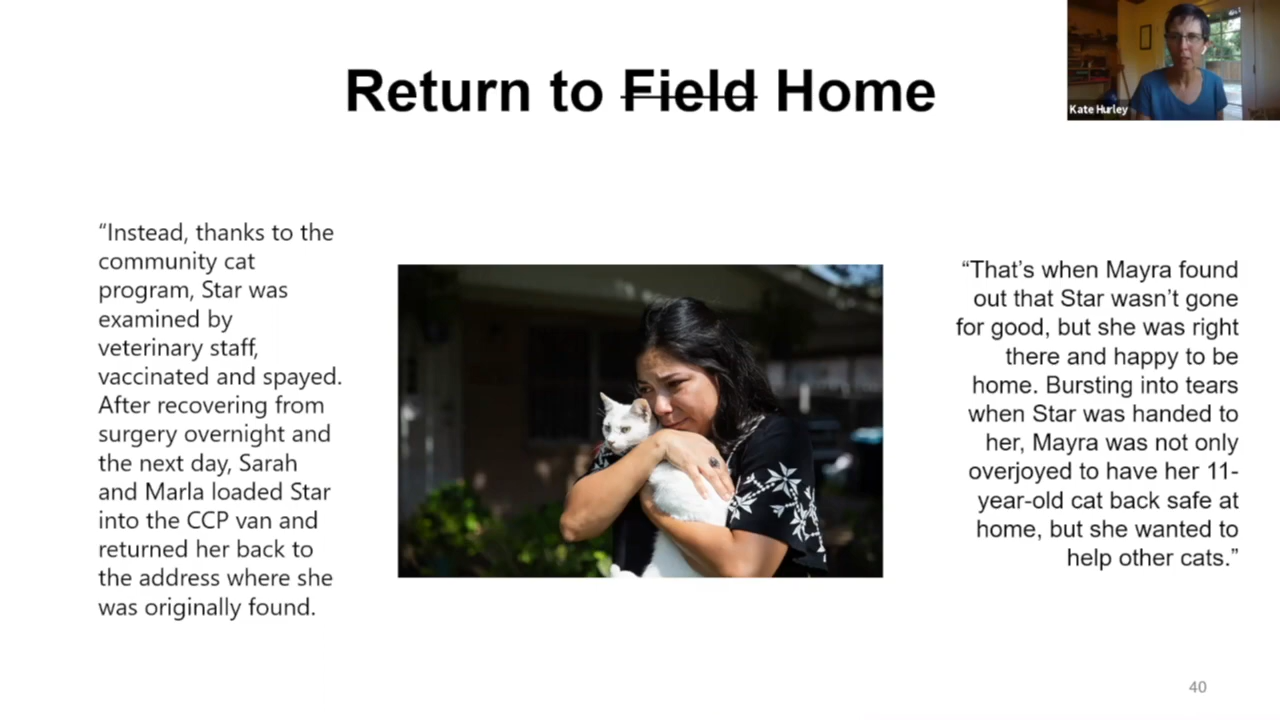 Return to Field Home
Kate Hurley
“Instead, thanks to the
community cat
program, Star was
examined by
veterinary staff,
vaccinated and spayed.
After recovering from
surgery overnight and
the next day, Sarah
and Marla loaded Star
into the CCP van and
returned her back to
the address where she
was originally found.
“That’s when Mayra found
out that Star wasn’t gone
for good, but she was right
there and happy to be
home. Bursting into tears
when Star was handed to
her, Mayra was not only
overjoyed to have her 11-
year-old cat back safe at
home, but she wanted to
help other cats.”
40